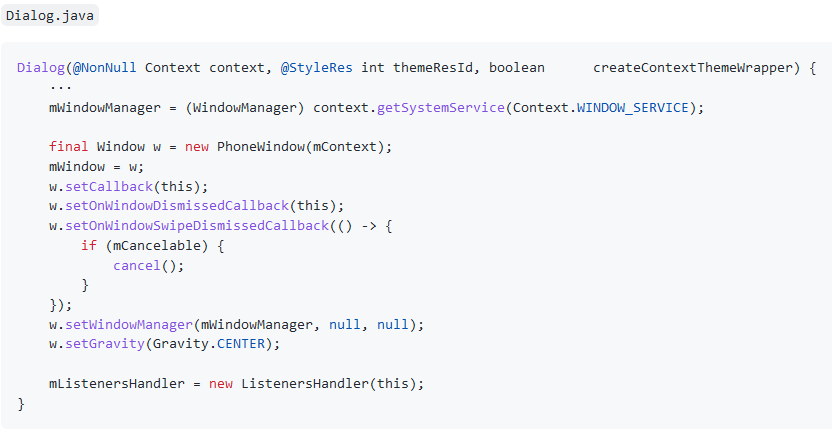 Dialog.java
Dialog(@NonNull Context context, @StyleRes int themeResId, boolean      createContextThemeWrapper) {
    ...
    mWindowManager = (WindowManager) context.getSystemService(Context.WINDOW_SERVICE);
    final Window w = new PhoneWindow(mContext);
    mWindow = w;
    w.setCallback(this);
    w.setOnWindowDismissedCallback(this);
    w.setOnWindowSwipeDismissedCallback(() -> {
        if (mCancelable) {
            cancel();
        }
    });
    w.setWindowManager(mWindowManager, null, null);
    w.setGravity(Gravity.CENTER);
    mListenersHandler = new ListenersHandler(this);
}